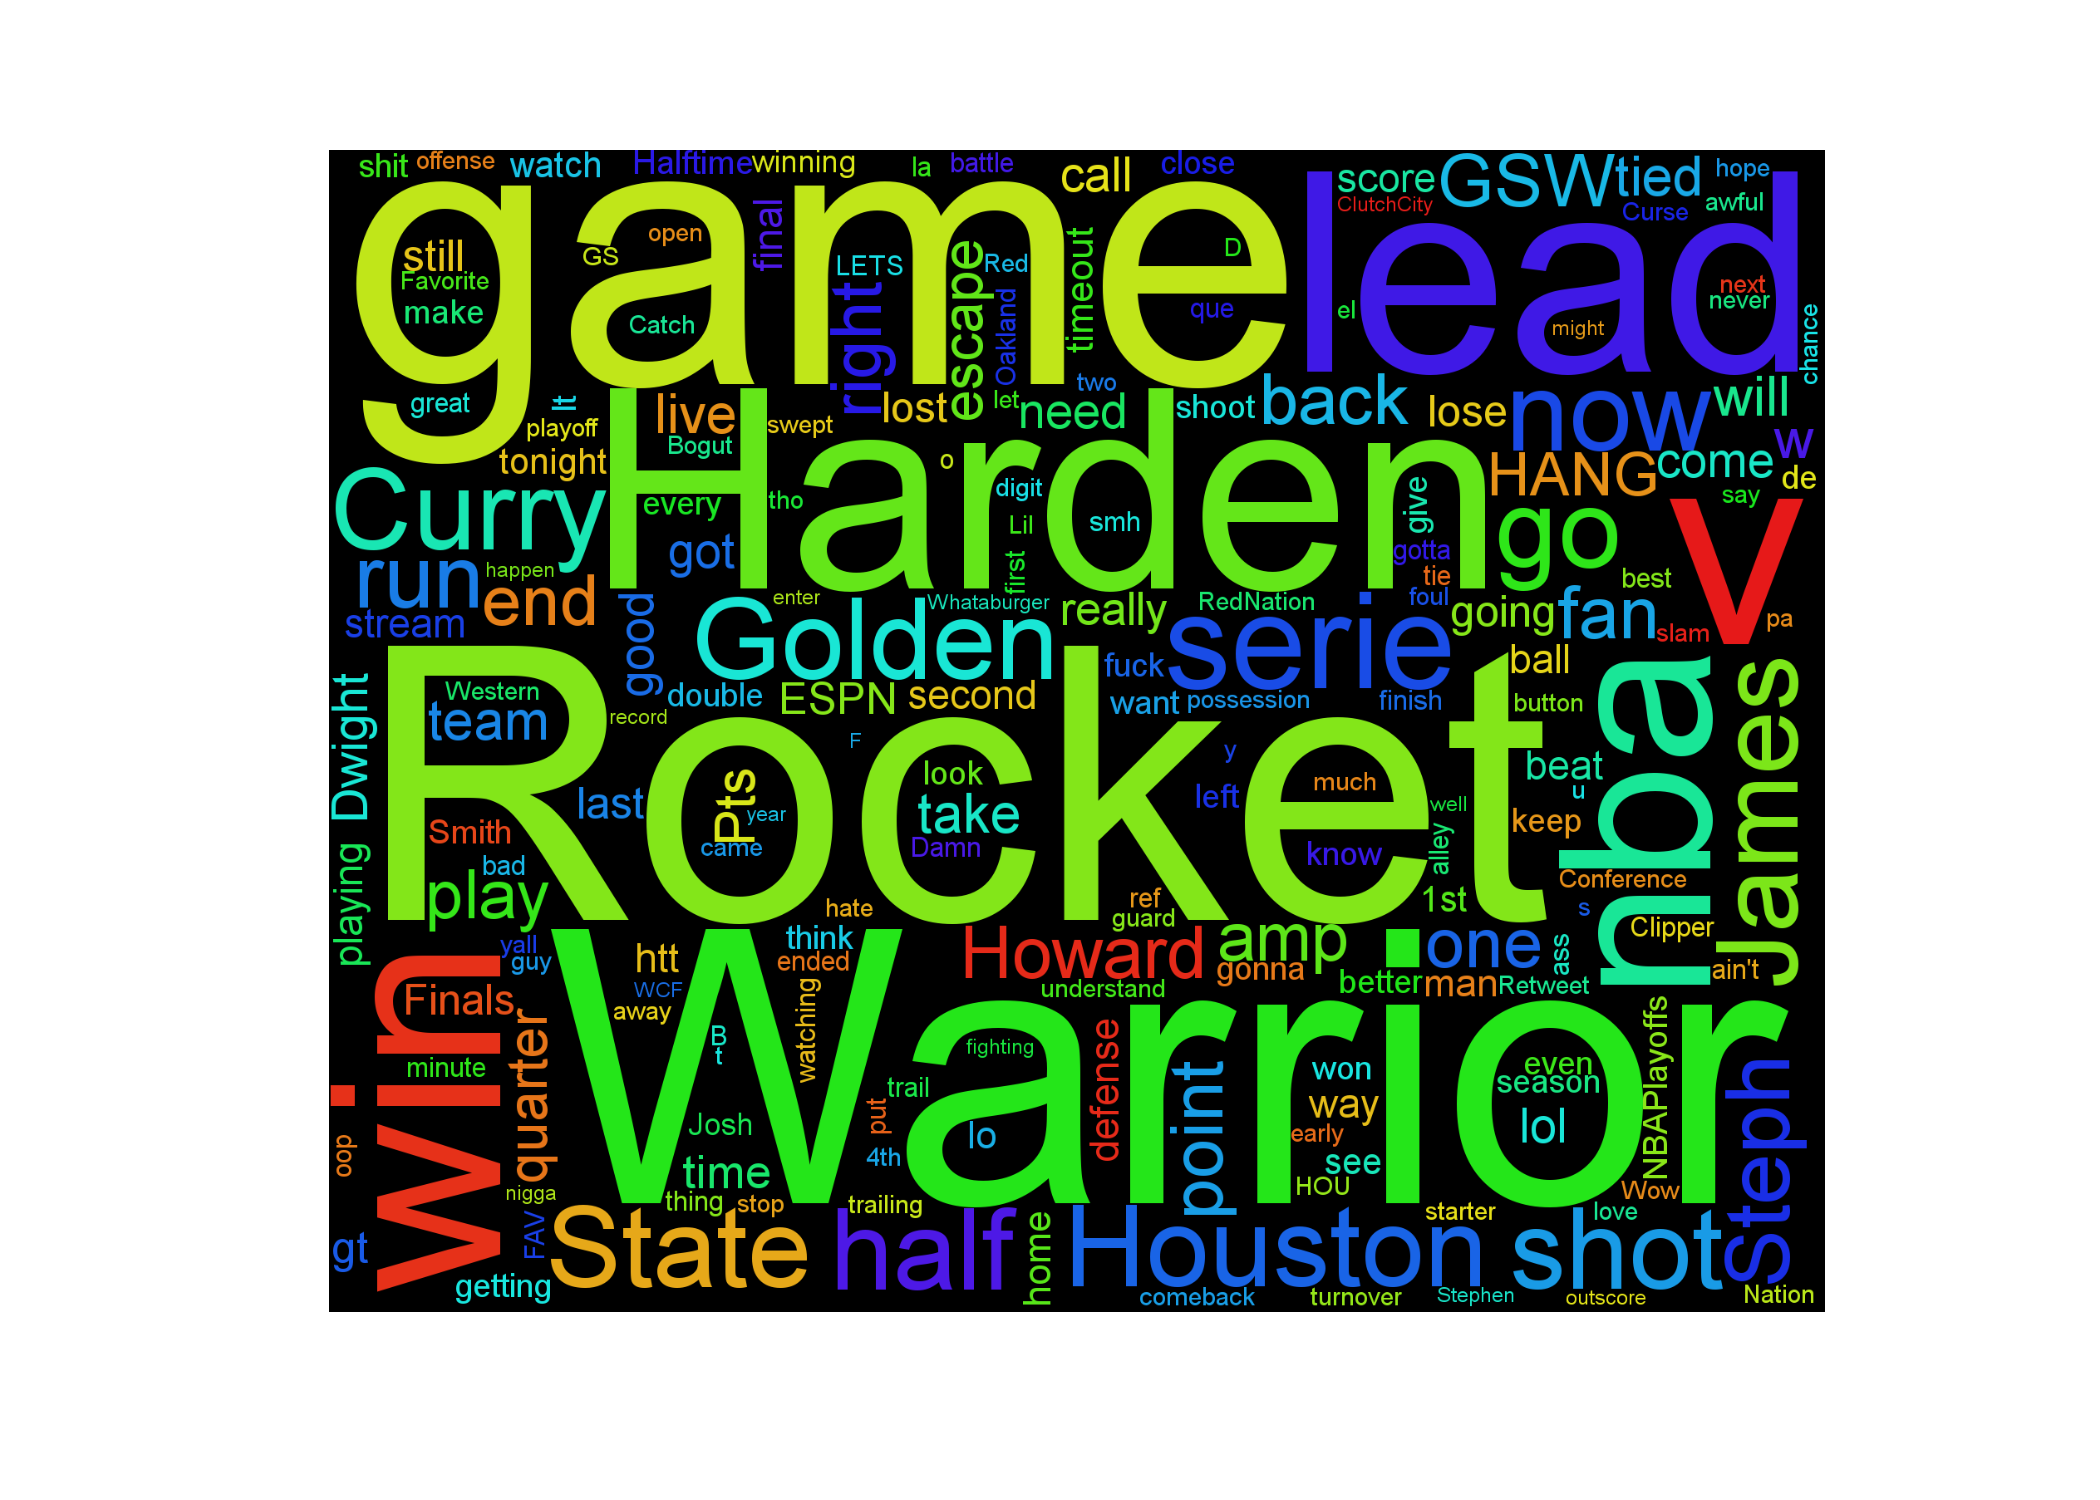 shit offense watch Halftime winning la battle call close score GSW tied hope
ClutchCity Curse awful
game lead
still open final D
Favorite GS LETS Red next
make Catch right escape Oakland timeout que el might never chance
great lt live lost let two need shoot back lose now will
playoff Bogut swept
tonight Harden o HANG come w
Curry every tho digit give say de
got Lil smh gotta go v
run happen first tie best
end enter Whataburger really RedNation foul going fan slam pa
stream good Golden serie
fuck ball
Dwight Western double ESPN second want possession finish button nba James
team record F
Rocket
look y much beat
last Pts year take left well u
Smith came Damn know alley keep
playing bad Conference
play hate ref guard 1st s Clipper
yall think Howard amp one
guy htt ended gonna ass ain't
win Finals WCF understand better man Retweet
away watching
quarter B Warrior
minute t fighting defense point won even NBAPlayoffs Steph
trail season
oop Josh put lo way lol
time 4th early see
nigga thing stop HOU Wow
gt FAV State trailing half home Houston starter shot love
getting comeback turnover Stephen outscore Nation